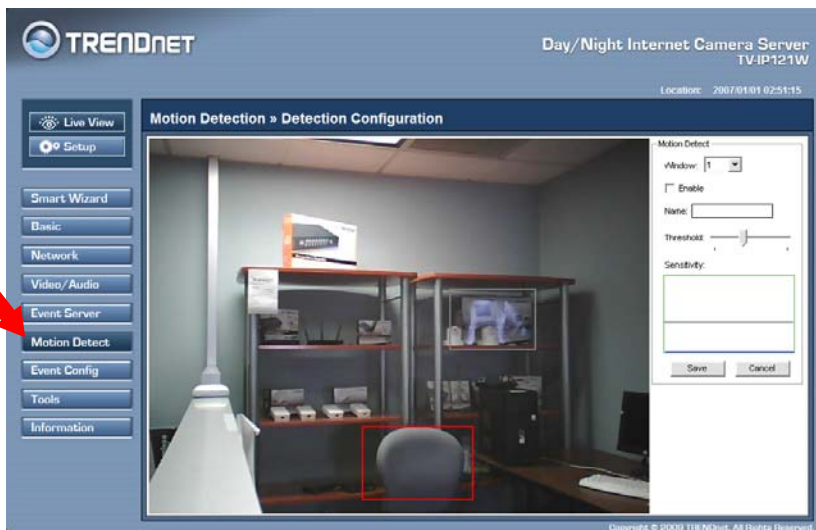 TRENDNET
Day/Night Internet Camera Server
TV-IP121W
Location: 2007/01/01 02:51:15
Live View
Setup
Motion Detection » Detection Configuration
Smart Wizard
Basic
Network
Video/Audio
Event Server
Motion Detect
Event Config
Tools
Information
Motion Detect
Window: 1
Enable
Name:
Threshold:
Sensitivity:
Save
Cancel
Copyright © 2009 TRENDnet. All Rights Reserved.